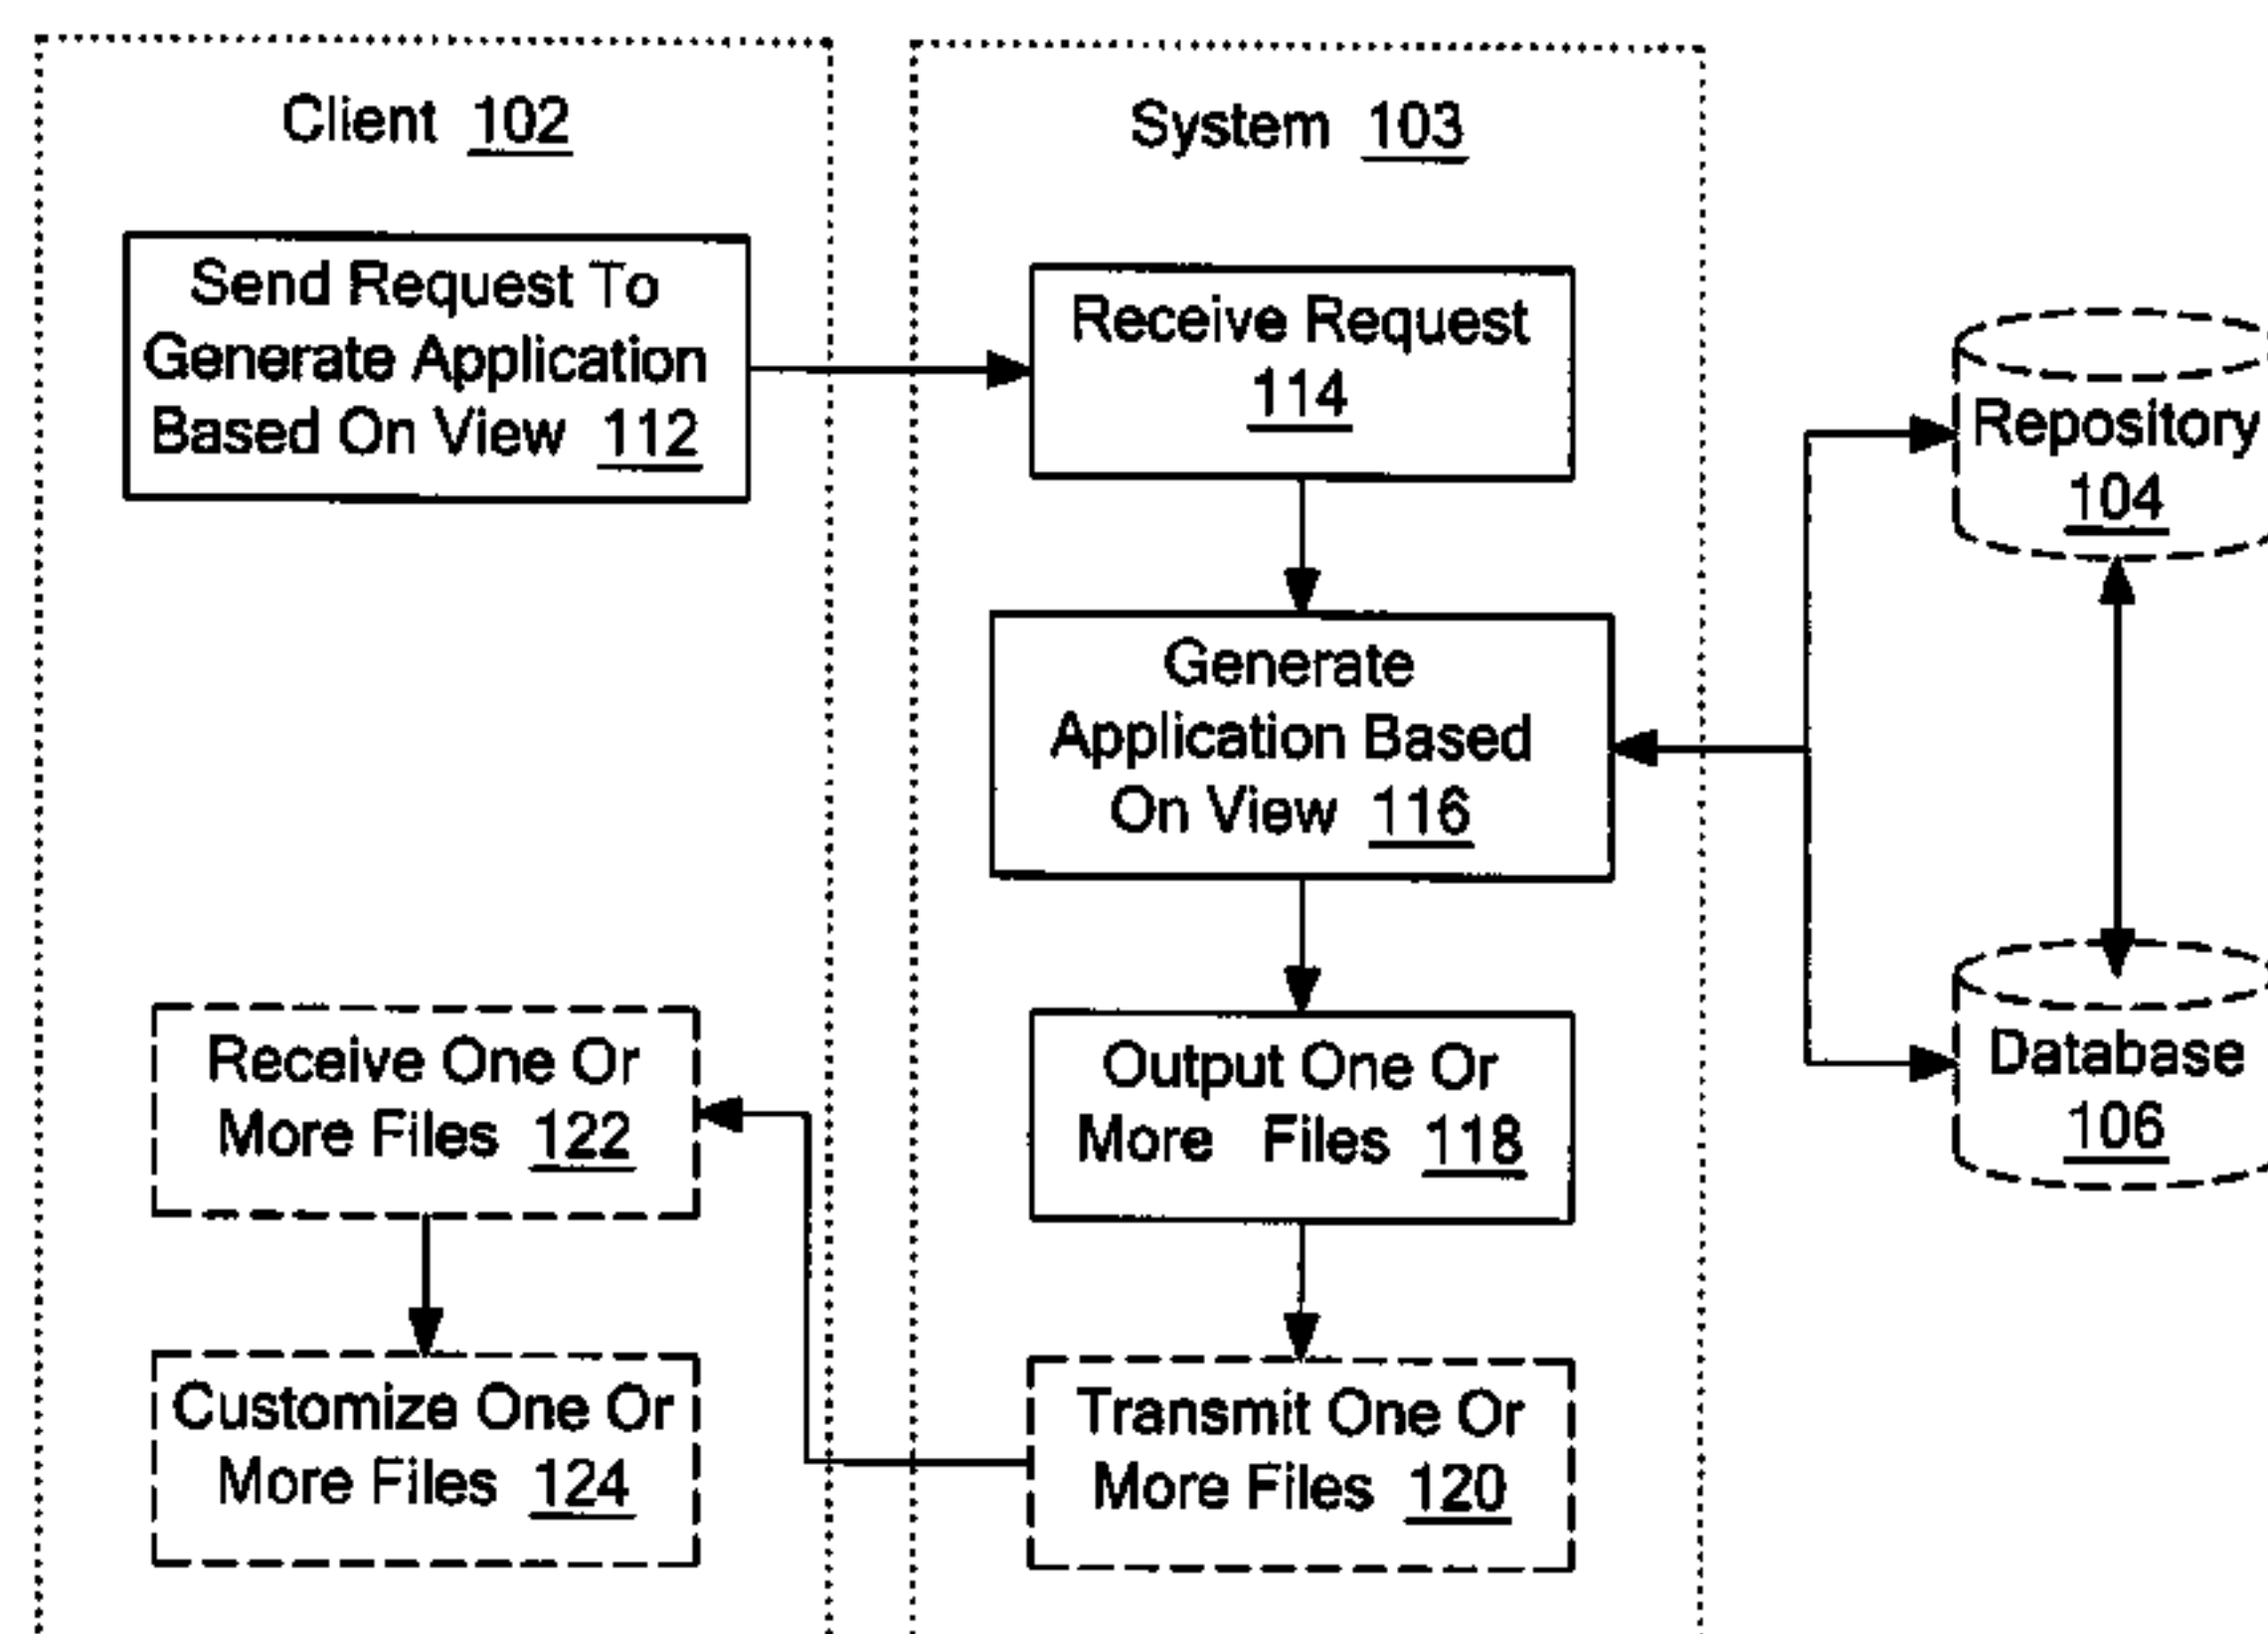 Client 102
Send Request To
Generate Application
Based On View 112
Receive One Or
More Files 122
Customize One Or
More Files 124
System 103
Receive Request
114
Generate
Application Based
On View 116
Output One Or
More Files 118
Transmit One Or
More Files 120
Repository
104
Database
106